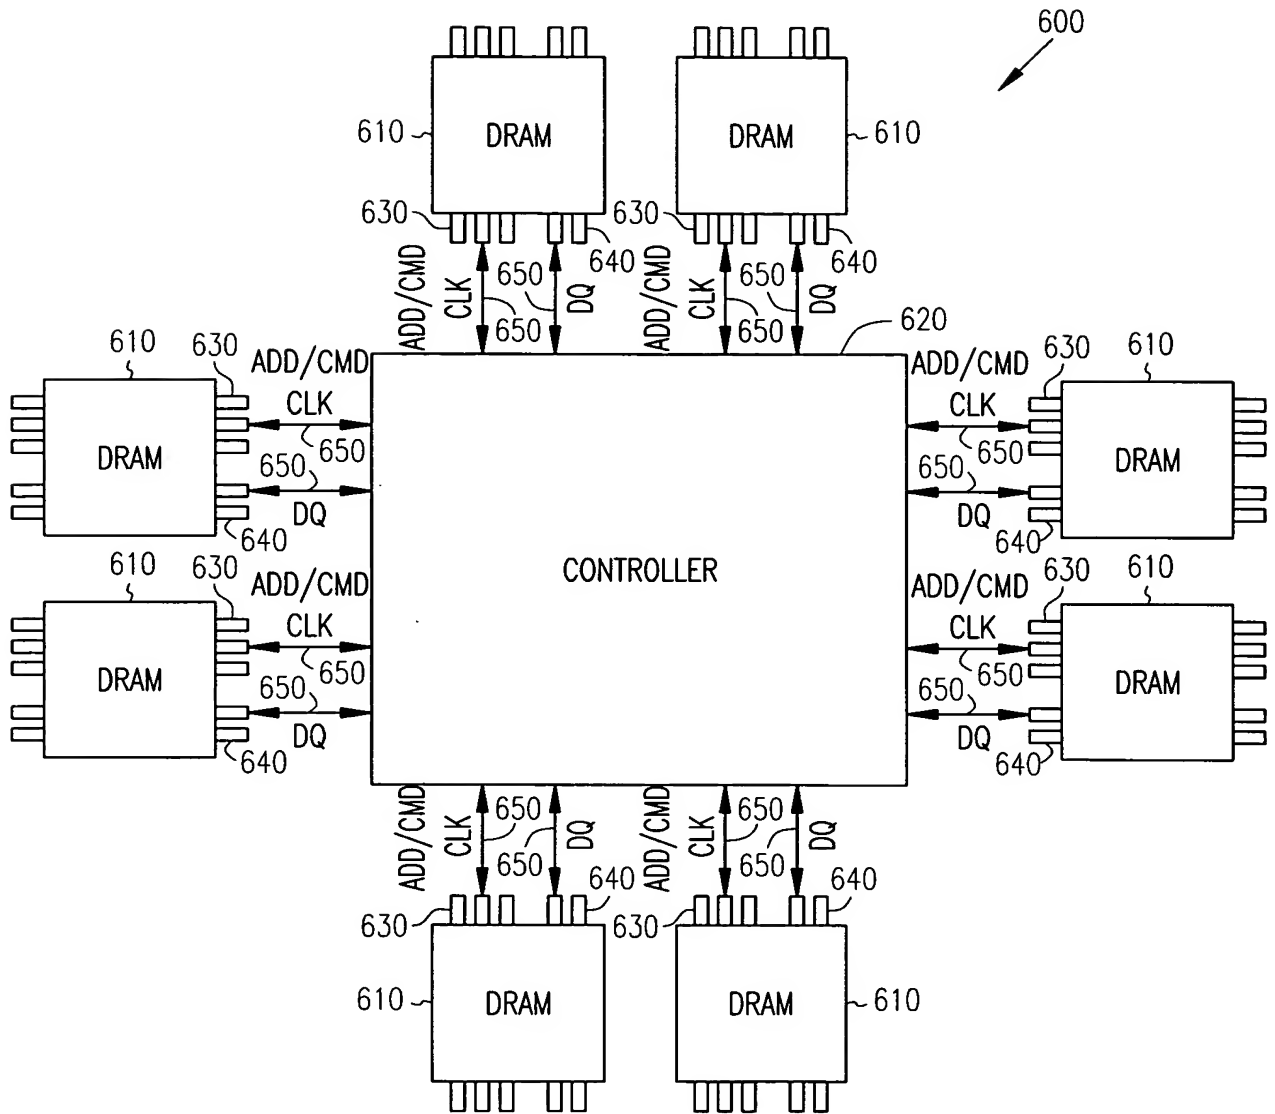 600
610 DRAM
DRAM 610
630 640
630 640
ADD/CMD CLK 650 650 DQ
ADD/CMD CLK 650 650 DQ
620
610 630 ADD/CMD
CLK
650
DRAM
650
DQ
640
ADD/CMD 630 610
CLK
650
DRAM
650
DQ
640
CONTROLLER
610 630 ADD/CMD
CLK
650
DRAM
650
DQ
640
ADD/CMD 630 610
CLK
650
DRAM
650
DQ
640
ADD/CMD CLK 650 650 DQ
ADD/CMD CLK 650 650 DQ
630 640
630 640
610 DRAM
DRAM 610